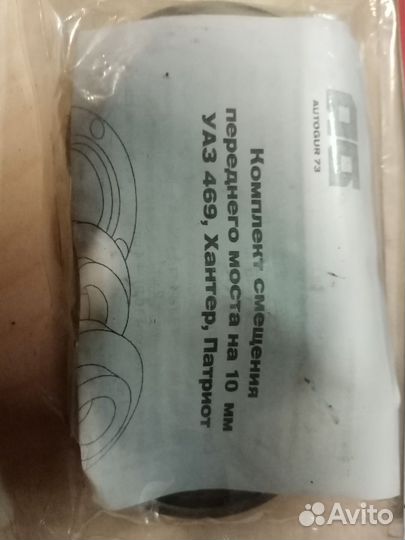 AUTOGUR 73
Комплект смещения
переднего моста на 10 мм
УАЗ 469, Хантер, Патриот
Avito